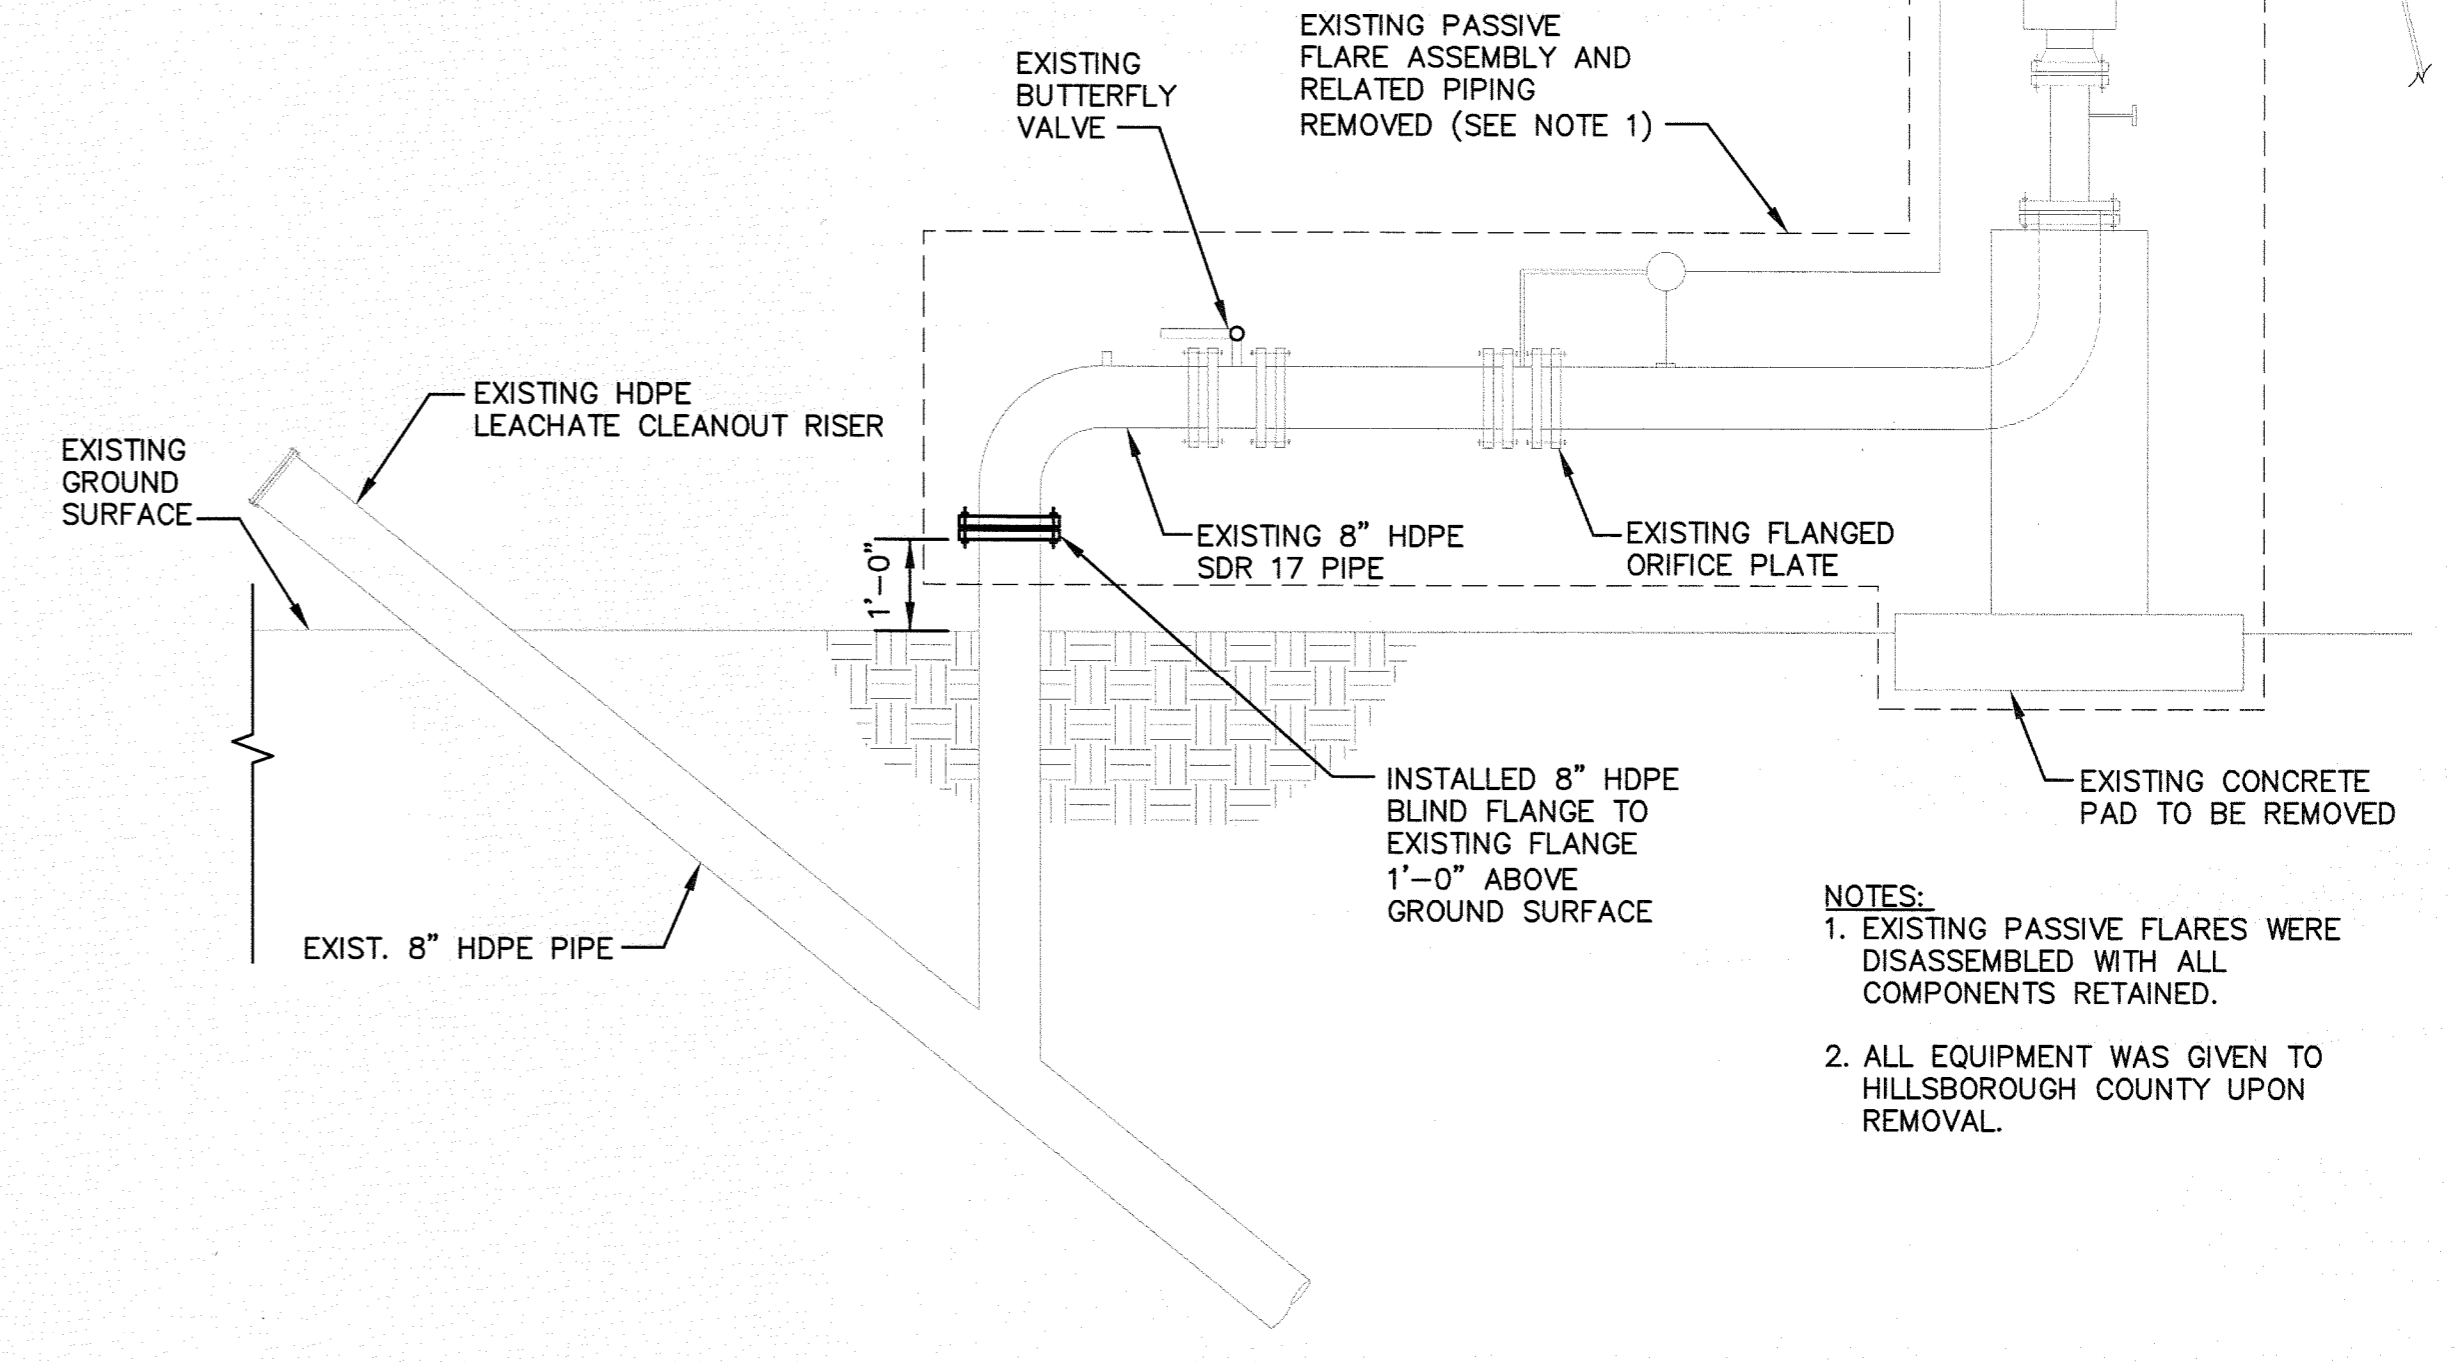 EXISTING PASSIVE
FLARE ASSEMBLY AND
RELATED PIPING
REMOVED (SEE NOTE 1)
EXISTING
BUTTERFLY
VALVE
EXISTING HDPE
LEACHATE CLEANOUT RISER
EXISTING
GROUND
SURFACE
1'-0"
EXISTING 8" HDPE
SDR 17 PIPE
EXISTING FLANGED
ORIFICE PLATE
INSTALLED 8" HDPE
BLIND FLANGE TO
EXISTING FLANGE
1'-0" ABOVE
GROUND SURFACE
EXISTING CONCRETE
PAD TO BE REMOVED
EXIST. 8" HDPE PIPE
NOTES:
1. EXISTING PASSIVE FLARES WERE
DISASSEMBLED WITH ALL
COMPONENTS RETAINED.
2. ALL EQUIPMENT WAS GIVEN TO
HILLSBOROUGH COUNTY UPON
REMOVAL.